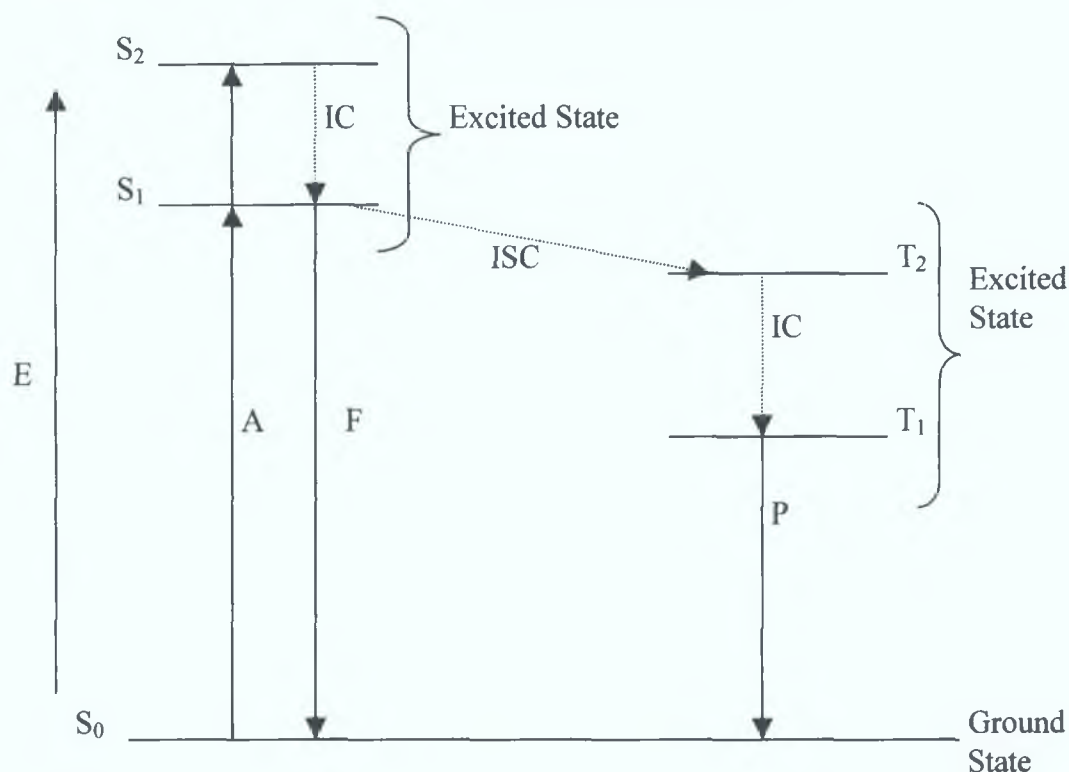 S₂
IC
Excited State
S₁
ISC
T₂
Excited
State
IC
E
A
F
T₁
P
S₀
Ground
State